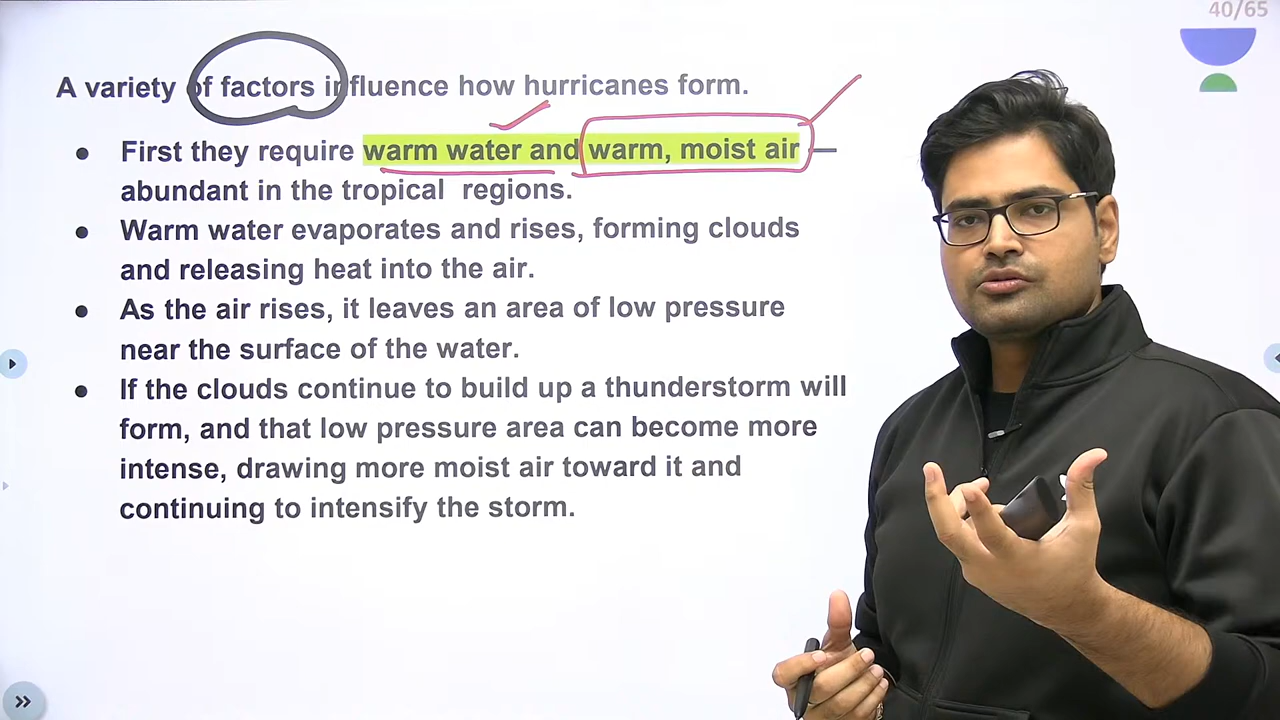 40/65
A variety of factors influence how hurricanes form.
● First they require warm water and warm, moist air –
abundant in the tropical regions.
● Warm water evaporates and rises, forming clouds
and releasing heat into the air.
● As the air rises, it leaves an area of low pressure
near the surface of the water.
● If the clouds continue to build up a thunderstorm will
form, and that low pressure area can become more
intense, drawing more moist air toward it and
continuing to intensify the storm.